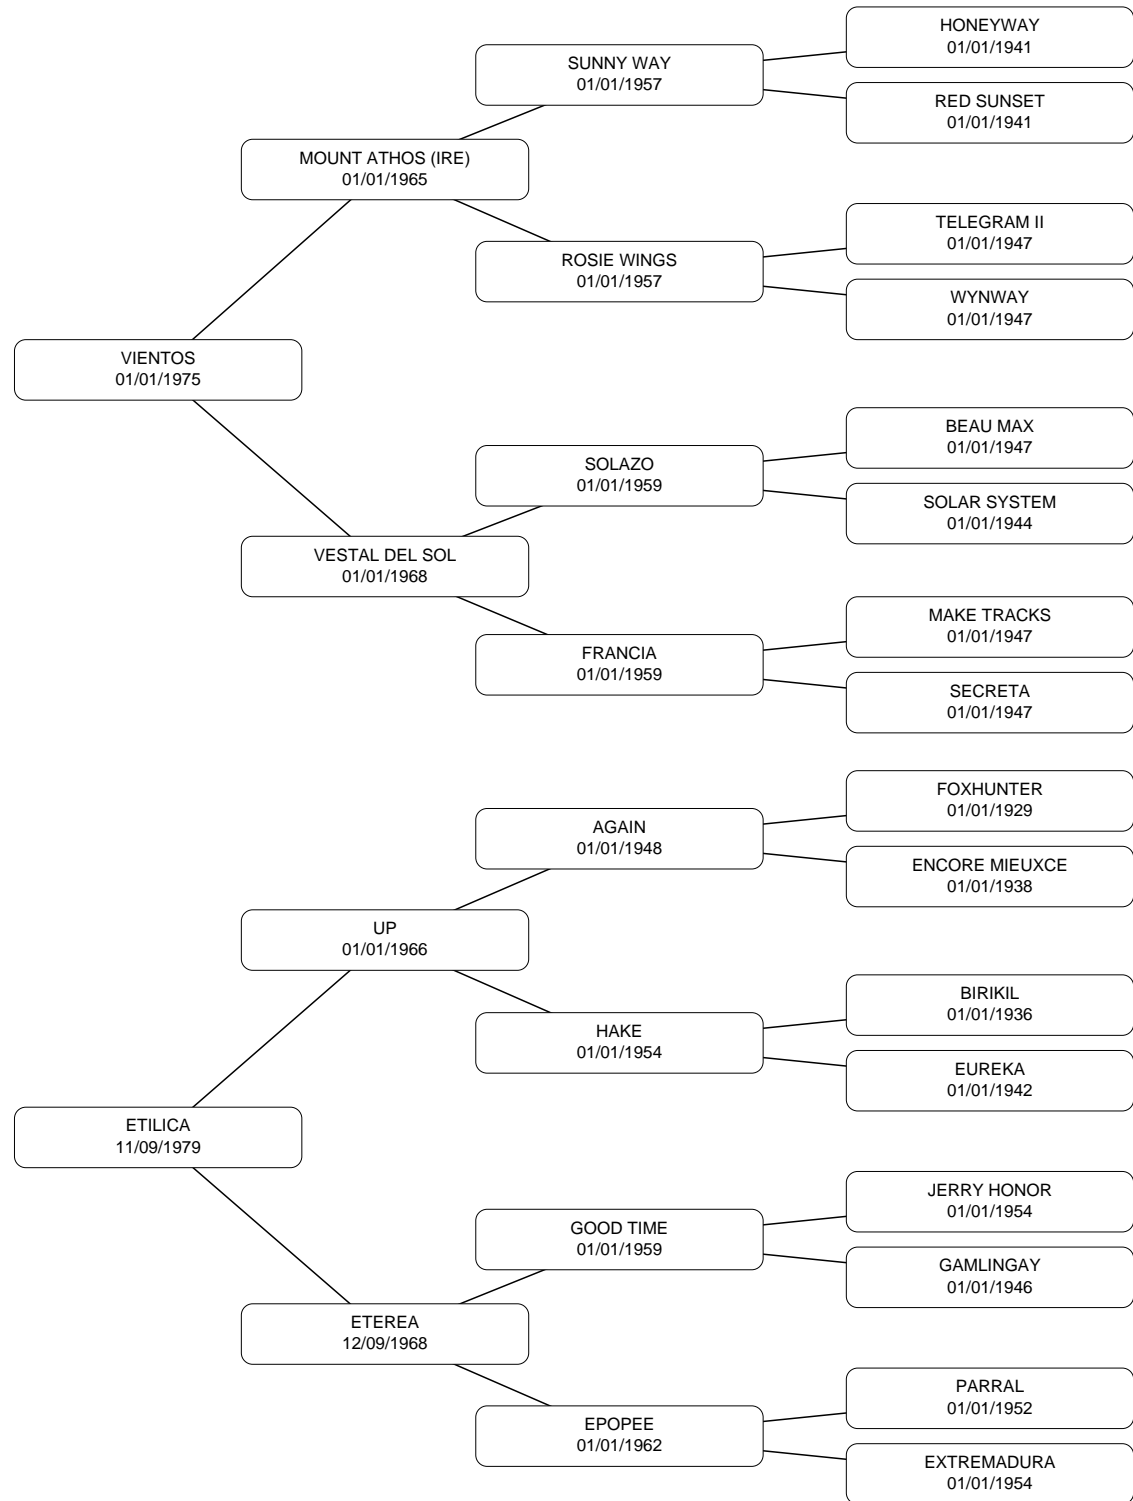 HONEYWAY
01/01/1941
SUNNY WAY
01/01/1957
RED SUNSET
01/01/1941
MOUNT ATHOS (IRE)
01/01/1965
TELEGRAM II
01/01/1947
ROSIE WINGS
01/01/1957
WYNWAY
01/01/1947
VIENTOS
01/01/1975
BEAU MAX
01/01/1947
SOLAZO
01/01/1959
SOLAR SYSTEM
01/01/1944
VESTAL DEL SOL
01/01/1968
MAKE TRACKS
01/01/1947
FRANCIA
01/01/1959
SECRETA
01/01/1947
FOXHUNTER
01/01/1929
AGAIN
01/01/1948
ENCORE MIEUXCE
01/01/1938
UP
01/01/1966
BIRIKIL
01/01/1936
HAKE
01/01/1954
EUREKA
01/01/1942
ETILICA
11/09/1979
JERRY HONOR
01/01/1954
GOOD TIME
01/01/1959
GAMLINGAY
01/01/1946
ETEREA
12/09/1968
PARRAL
01/01/1952
EPOPEE
01/01/1962
EXTREMADURA
01/01/1954